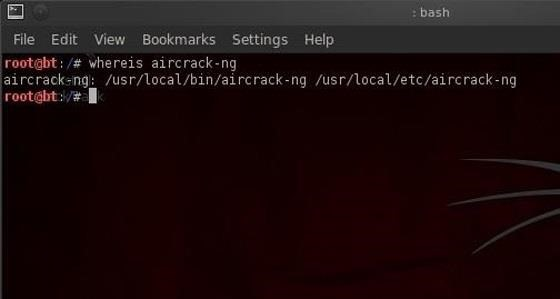 : bash
File Edit View Bookmarks Settings Help
root@bt:/# whereis aircrack-ng
aircrack-ng: /usr/local/bin/aircrack-ng /usr/local/etc/aircrack-ng
root@bt:/#